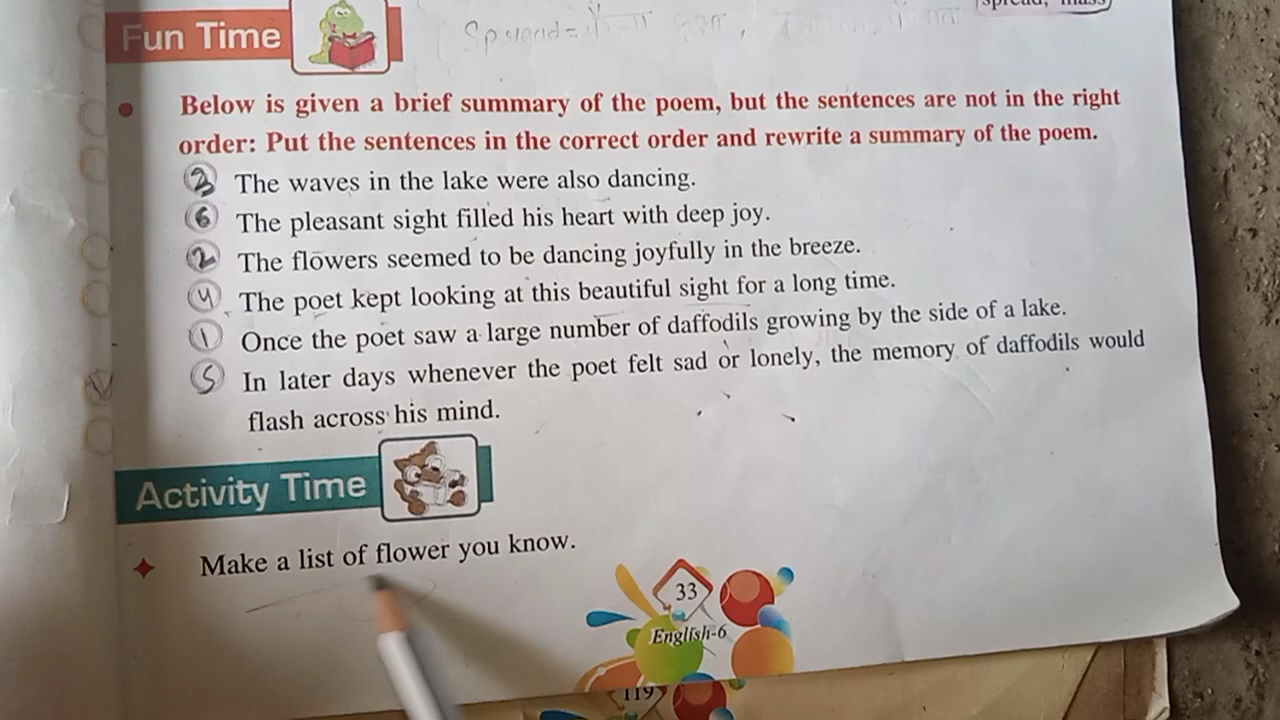 spread, mass
Fun Time
Spread =
Below is given a brief summary of the poem, but the sentences are not in the right
order: Put the sentences in the correct order and rewrite a summary of the poem.
3 The waves in the lake were also dancing.
6 The pleasant sight filled his heart with deep joy.
2 The flowers seemed to be dancing joyfully in the breeze.
4 The poet kept looking at this beautiful sight for a long time.
1 Once the poet saw a large number of daffodils growing by the side of a lake.
5 In later days whenever the poet felt sad or lonely, the memory of daffodils would
flash across his mind.
Activity Time
Make a list of flower you know.
33
English-6
119